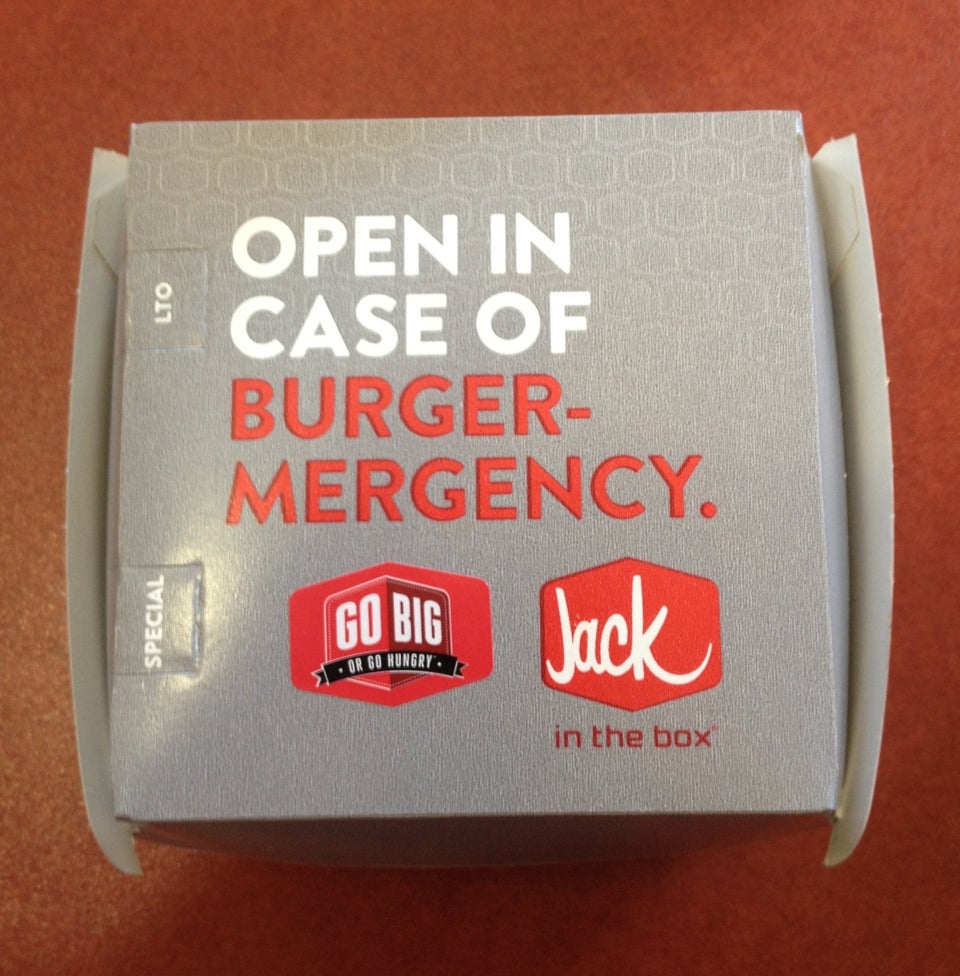 OPEN IN
CASE OF
BURGER-
MERGENCY.
LTO
SPECIAL
GO BIG
• OR GO HUNGRY •
Jack
in the box®